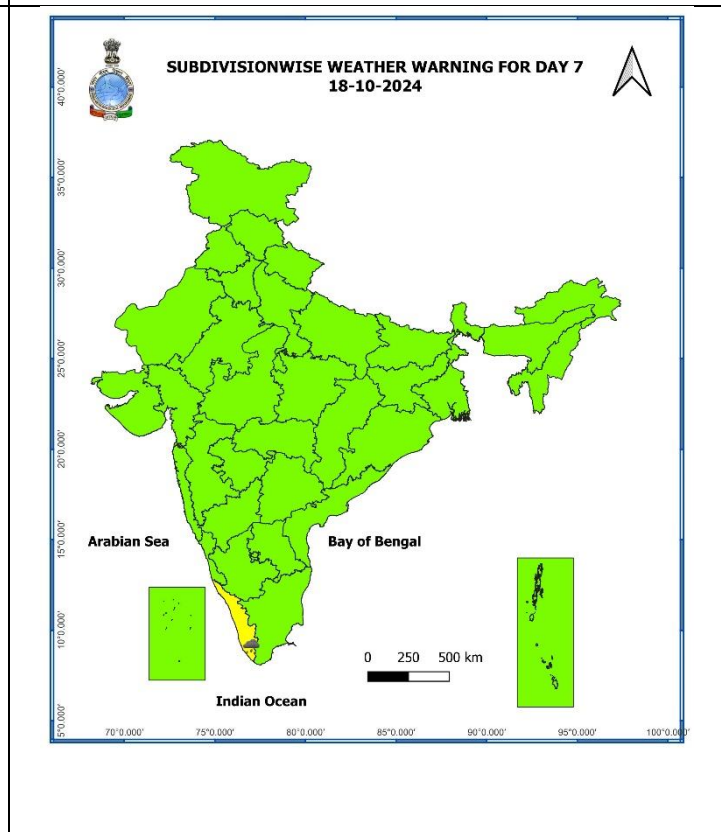 SUBDIVISIONWISE WEATHER WARNING FOR DAY 7
18-10-2024
40°0.000'
35°0.000'
30°0.000'
25°0.000'
20°0.000'
15°0.000'
10°0.000'
5°0.000'
Arabian Sea
Bay of Bengal
0 250 500 km
Indian Ocean
70°0.000' 75°0.000' 80°0.000' 85°0.000' 90°0.000' 95°0.000' 100°0.000'